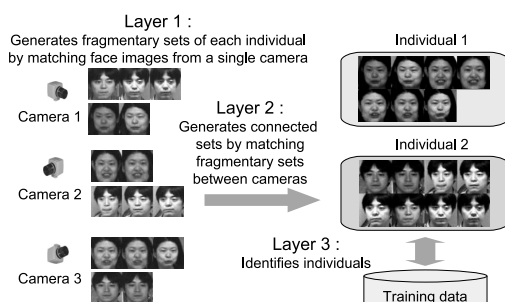 Layer 1 :
Generates fragmentary sets of each individual
by matching face images from a single camera
Camera 1
Camera 2
Camera 3
Layer 2 :
Generates connected
sets by matching
fragmentary sets
between cameras
Individual 1
Individual 2
Layer 3 :
Identifies individuals
Training data